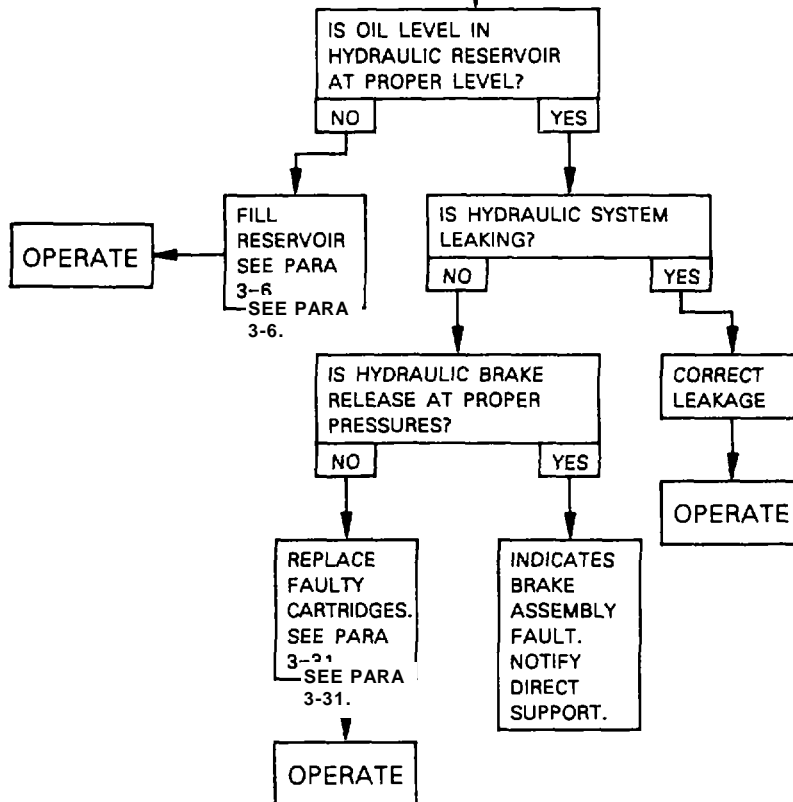 IS OIL LEVEL IN
HYDRAULIC RESERVOIR
AT PROPER LEVEL?
NO
YES
FILL
RESERVOIR
SEE PARA
3-6
SEE PARA
3-6.
OPERATE
IS HYDRAULIC SYSTEM
LEAKING?
NO
YES
IS HYDRAULIC BRAKE
RELEASE AT PROPER
PRESSURES?
NO
YES
CORRECT
LEAKAGE
OPERATE
REPLACE
FAULTY
CARTRIDGES.
SEE PARA
3-31
SEE PARA
3-31.
OPERATE
INDICATES
BRAKE
ASSEMBLY
FAULT.
NOTIFY
DIRECT
SUPPORT.